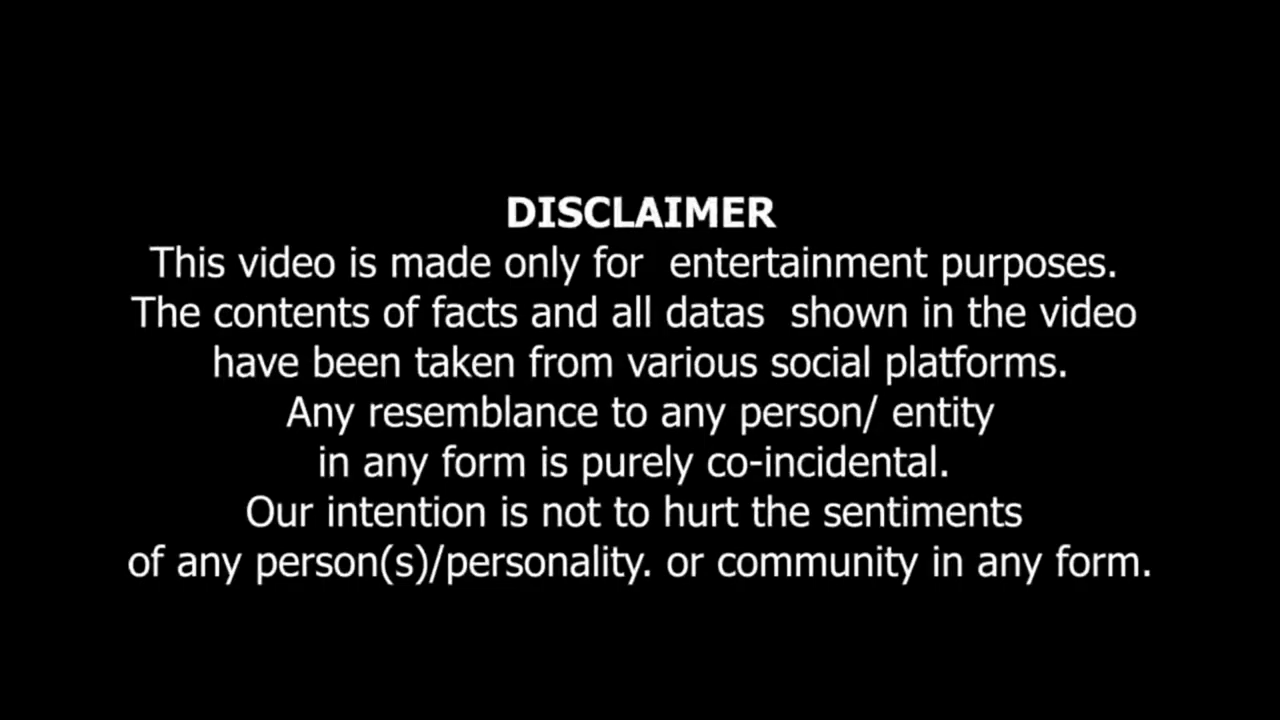 DISCLAIMER
This video is made only for  entertainment purposes.
The contents of facts and all datas  shown in the video
have been taken from various social platforms.
Any resemblance to any person/ entity
in any form is purely co-incidental.
Our intention is not to hurt the sentiments
of any person(s)/personality. or community in any form.